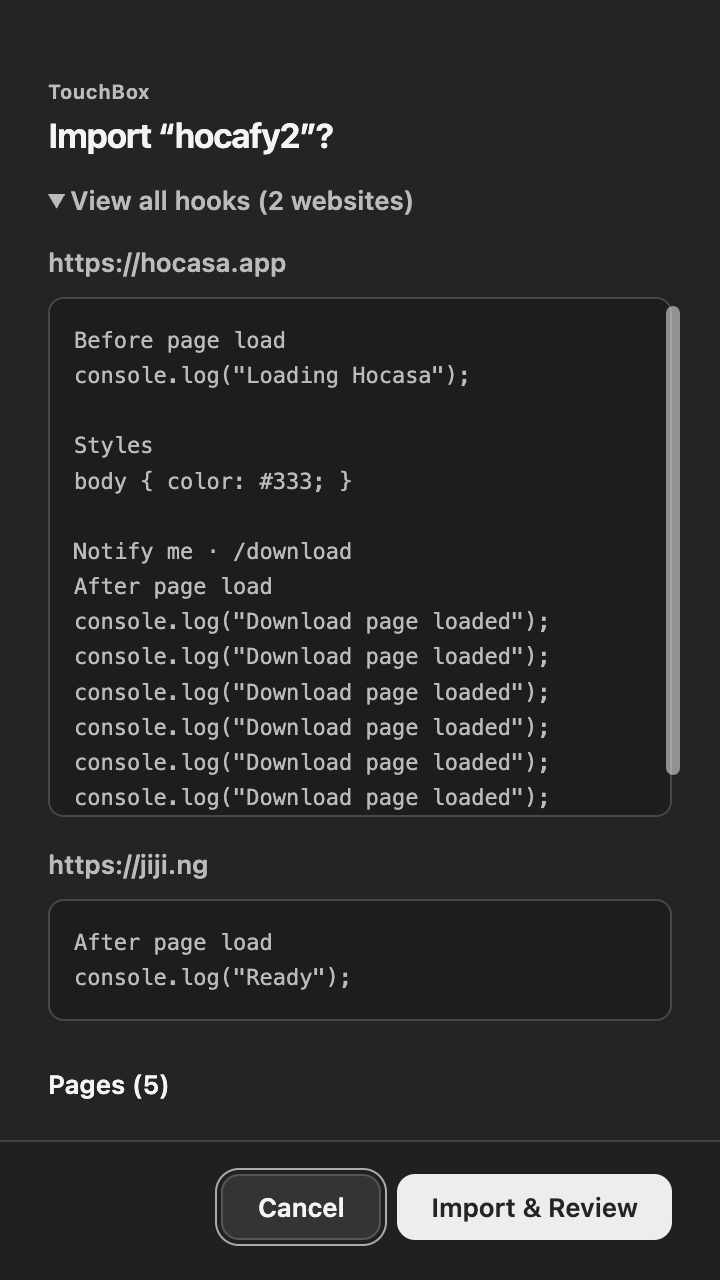 TouchBox
Import “hocafy2”?
▼ View all hooks (2 websites)
https://hocasa.app
Before page load
console.log("Loading Hocasa");
Styles
body { color: #333; }
Notify me · /download
After page load
console.log("Download page loaded");
console.log("Download page loaded");
console.log("Download page loaded");
console.log("Download page loaded");
console.log("Download page loaded");
console.log("Download page loaded");
https://jiji.ng
After page load
console.log("Ready");
Pages (5)
Cancel
Import & Review